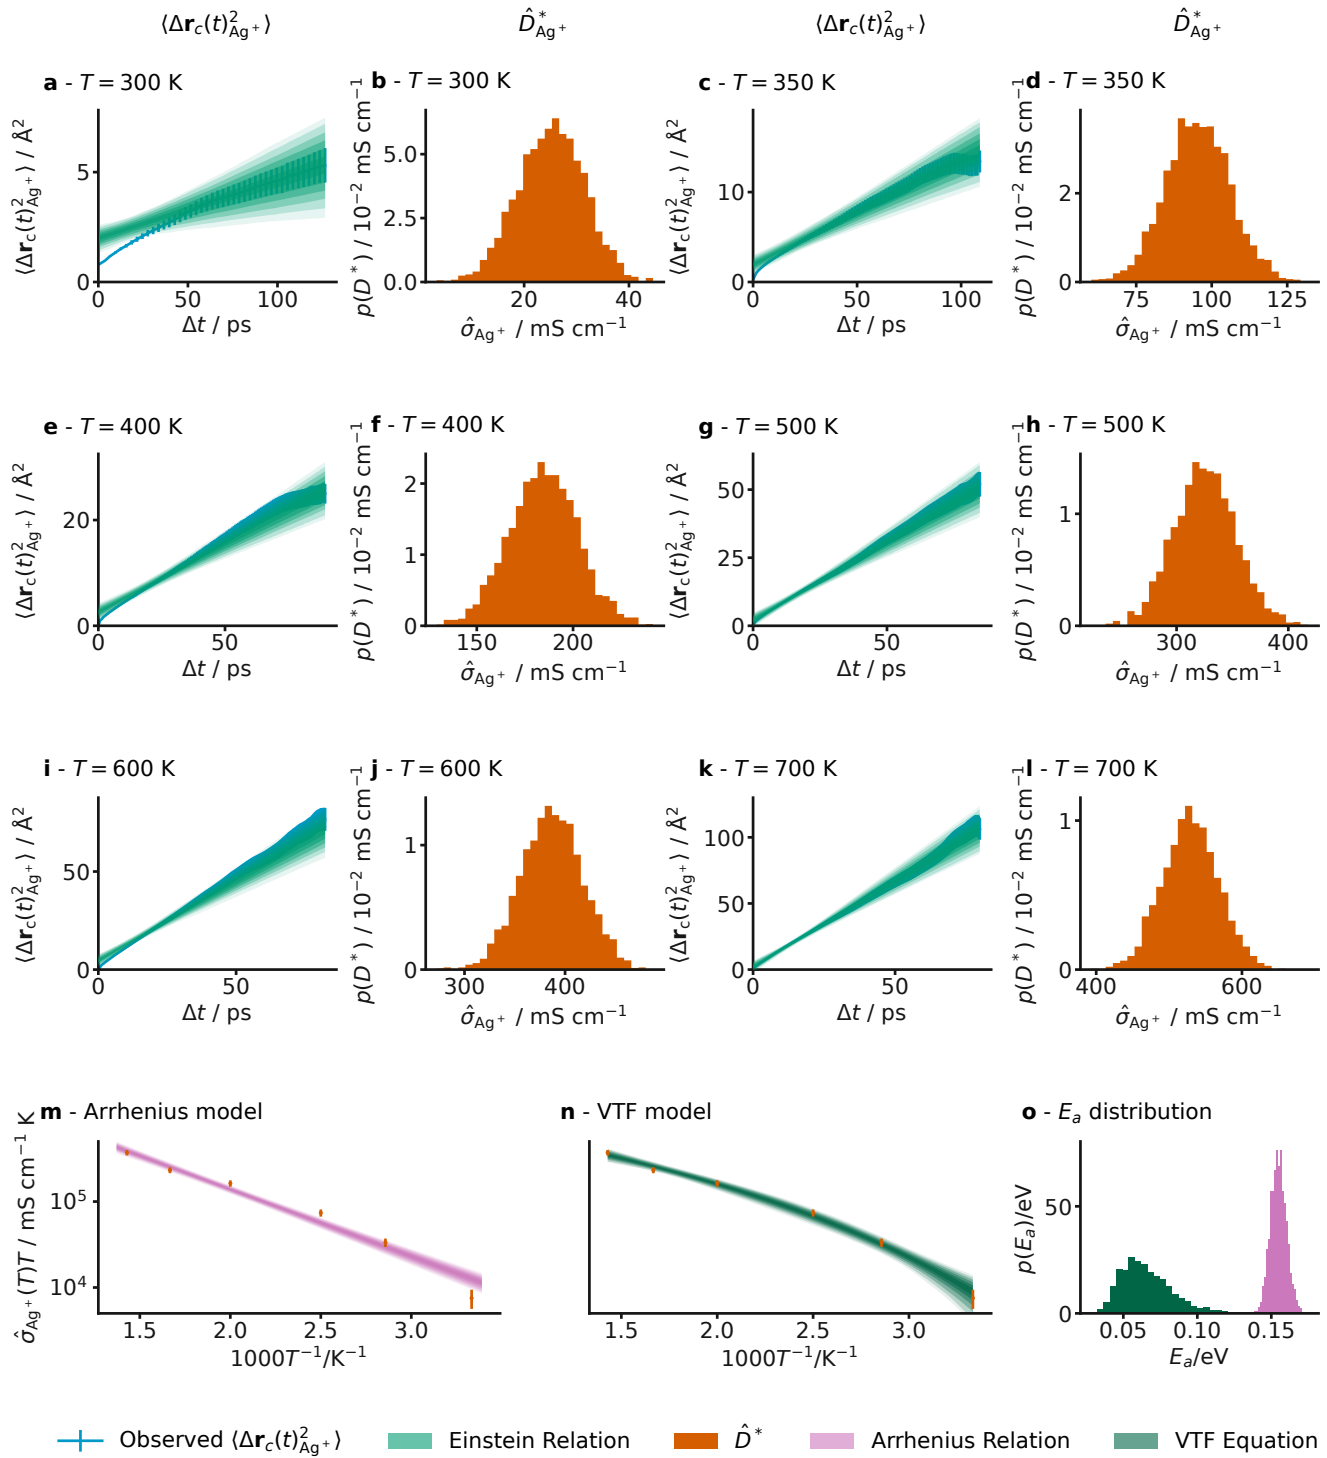 ⟨Δr_c(t)²_Ag⁺⟩ D̂*_Ag⁺ ⟨Δr_c(t)²_Ag⁺⟩ D̂*_Ag⁺
a - T = 300 K
⟨Δr_c(t)²_Ag⁺⟩ / Å²
5
0
0 50 100
Δt / ps
b - T = 300 K
p(D*) / 10⁻² mS cm⁻¹
5.0
2.5
0.0
20 40
σ̂_Ag⁺ / mS cm⁻¹
c - T = 350 K
⟨Δr_c(t)²_Ag⁺⟩ / Å²
10
0
0 50 100
Δt / ps
d - T = 350 K
p(D*) / 10⁻² mS cm⁻¹
2
0
75 100 125
σ̂_Ag⁺ / mS cm⁻¹
e - T = 400 K
⟨Δr_c(t)²_Ag⁺⟩ / Å²
20
0
0 50
Δt / ps
f - T = 400 K
p(D*) / 10⁻² mS cm⁻¹
2
1
0
150 200
σ̂_Ag⁺ / mS cm⁻¹
g - T = 500 K
⟨Δr_c(t)²_Ag⁺⟩ / Å²
50
25
0
0 50
Δt / ps
h - T = 500 K
p(D*) / 10⁻² mS cm⁻¹
1
0
300 400
σ̂_Ag⁺ / mS cm⁻¹
i - T = 600 K
⟨Δr_c(t)²_Ag⁺⟩ / Å²
50
0
0 50
Δt / ps
j - T = 600 K
p(D*) / 10⁻² mS cm⁻¹
1
0
300 400
σ̂_Ag⁺ / mS cm⁻¹
k - T = 700 K
⟨Δr_c(t)²_Ag⁺⟩ / Å²
100
50
0
0 50
Δt / ps
l - T = 700 K
p(D*) / 10⁻² mS cm⁻¹
1
0
400 600
σ̂_Ag⁺ / mS cm⁻¹
m - Arrhenius model
σ̂_Ag⁺(T)T / mS cm⁻¹ K
10⁵
10⁴
1.5 2.0 2.5 3.0
1000T⁻¹/K⁻¹
n - VTF model
1.5 2.0 2.5 3.0
1000T⁻¹/K⁻¹
o - E_a distribution
p(E_a)/eV
50
0
0.05 0.10 0.15
E_a/eV
Observed ⟨Δr_c(t)²_Ag⁺⟩ Einstein Relation D̂* Arrhenius Relation VTF Equation